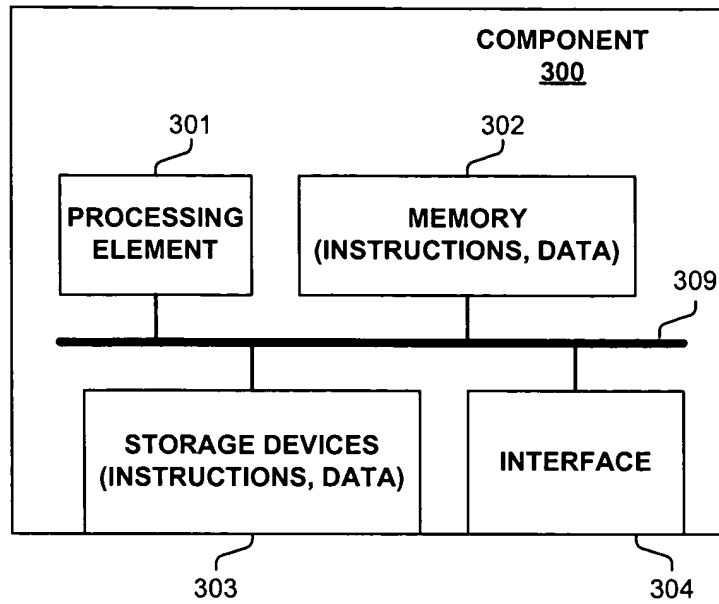 COMPONENT
300
301
302
PROCESSING
ELEMENT
MEMORY
(INSTRUCTIONS, DATA)
309
STORAGE DEVICES
(INSTRUCTIONS, DATA)
INTERFACE
303
304